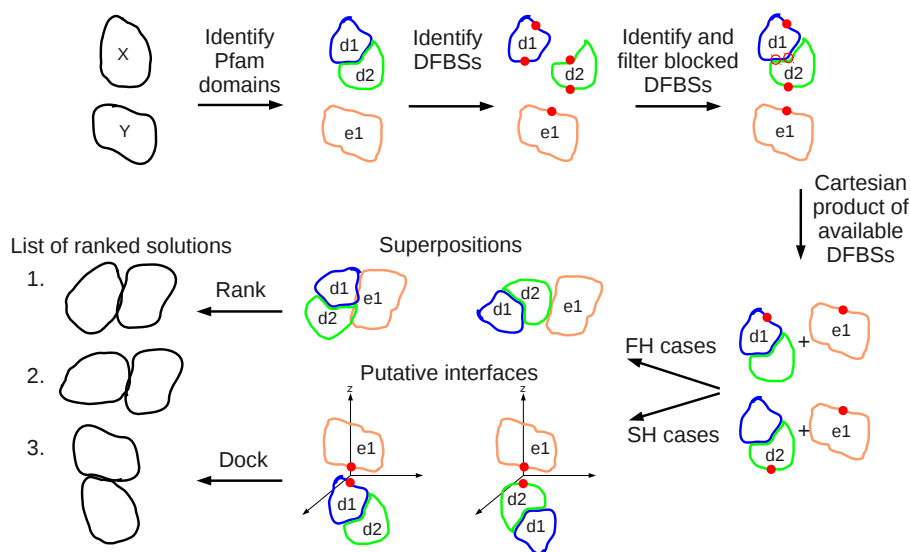 X
Y
Identify
Pfam
domains
d1
d2
e1
Identify
DFBSs
d1
d2
e1
Identify and
filter blocked
DFBSs
d1
d2
e1
Cartesian
product of
available
DFBSs
List of ranked solutions
1.
2.
3.
Rank
Dock
Superpositions
d1
d2
e1
d2
d1
e1
Putative interfaces
z
e1
d1
d2
z
e1
d2
d1
FH cases
SH cases
d1
+
e1
d2
+
e1